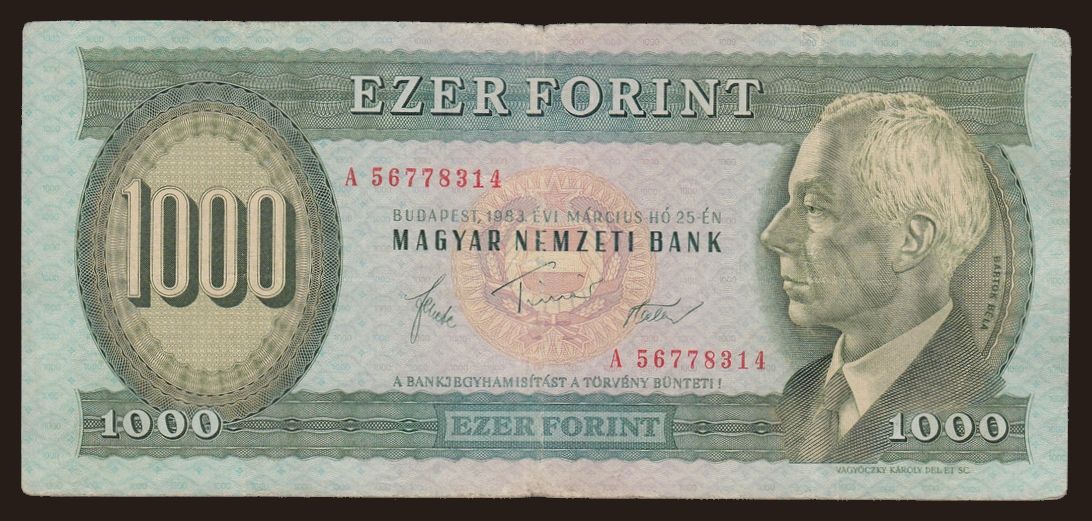 EZER FORINT
1000
A 56778314
BUDAPEST, 1983. ÉVI MÁRCIUS HÓ 25-ÉN
MAGYAR NEMZETI BANK
A 56778314
BARTÓK BÉLA
A BANKJEGYHAMISÍTÁST A TÖRVÉNY BÜNTETI!
1000
EZER FORINT
1000
VAGYÓCZKY KÁROLY DEL. ET SC.